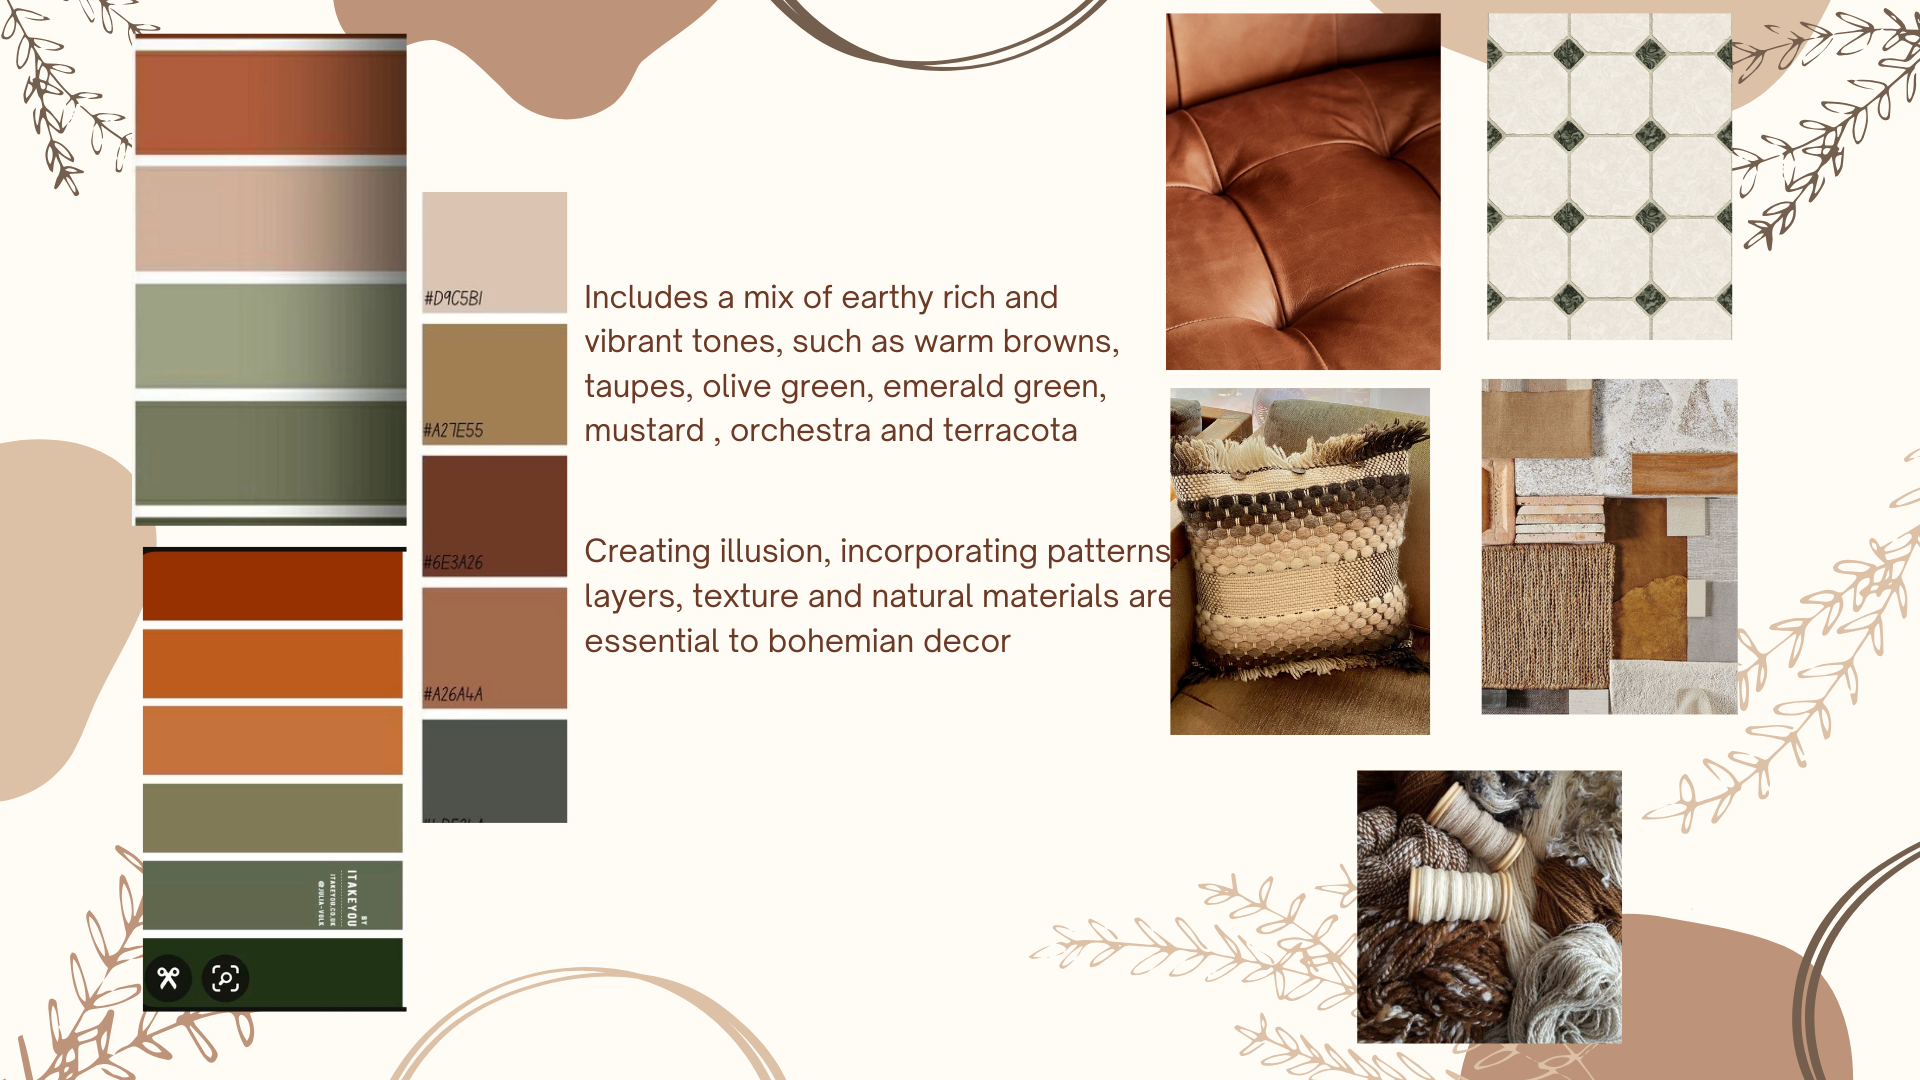 #D9C5B1
#A27E55
#6E3A26
#A26A4A
Includes a mix of earthy rich and
vibrant tones, such as warm browns,
taupes, olive green, emerald green,
mustard , orchestra and terracota
Creating illusion, incorporating patterns,
layers, texture and natural materials are
essential to bohemian decor
BY
ITAKEYOU
ITAKEYOU.CO.UK
@JULIA-VOLK